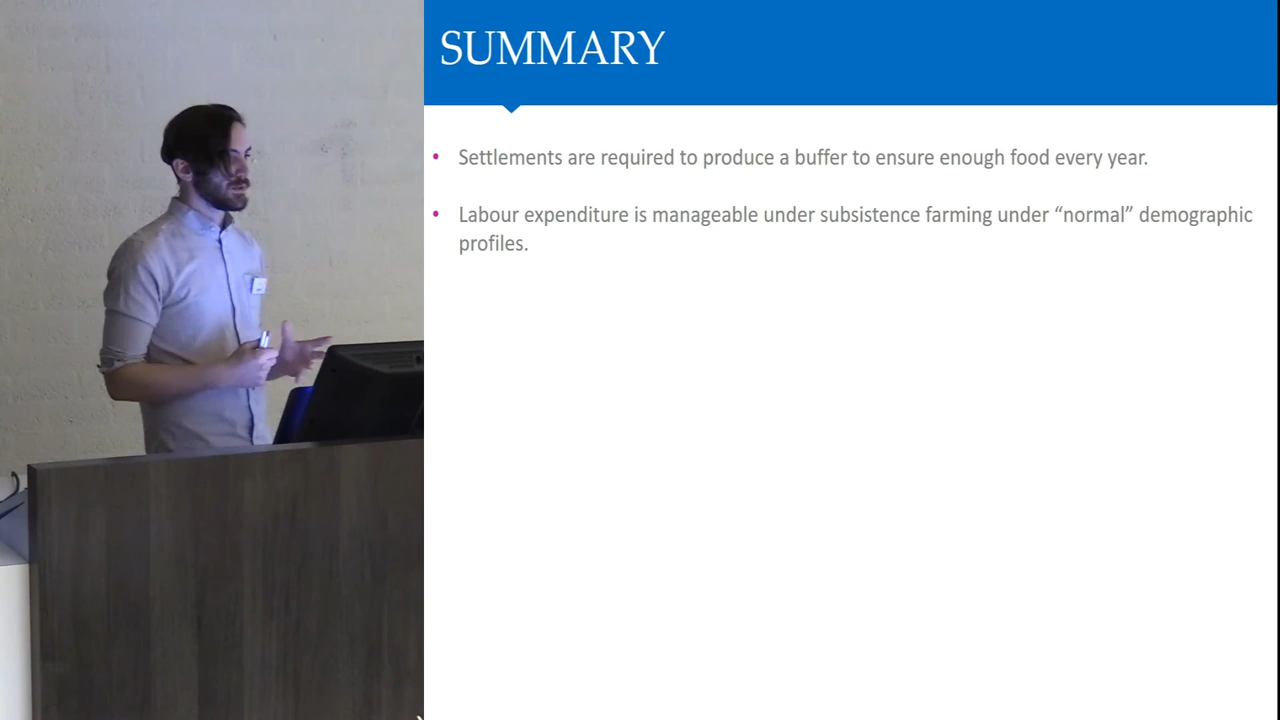 SUMMARY
• Settlements are required to produce a buffer to ensure enough food every year.
• Labour expenditure is manageable under subsistence farming under “normal” demographic
profiles.